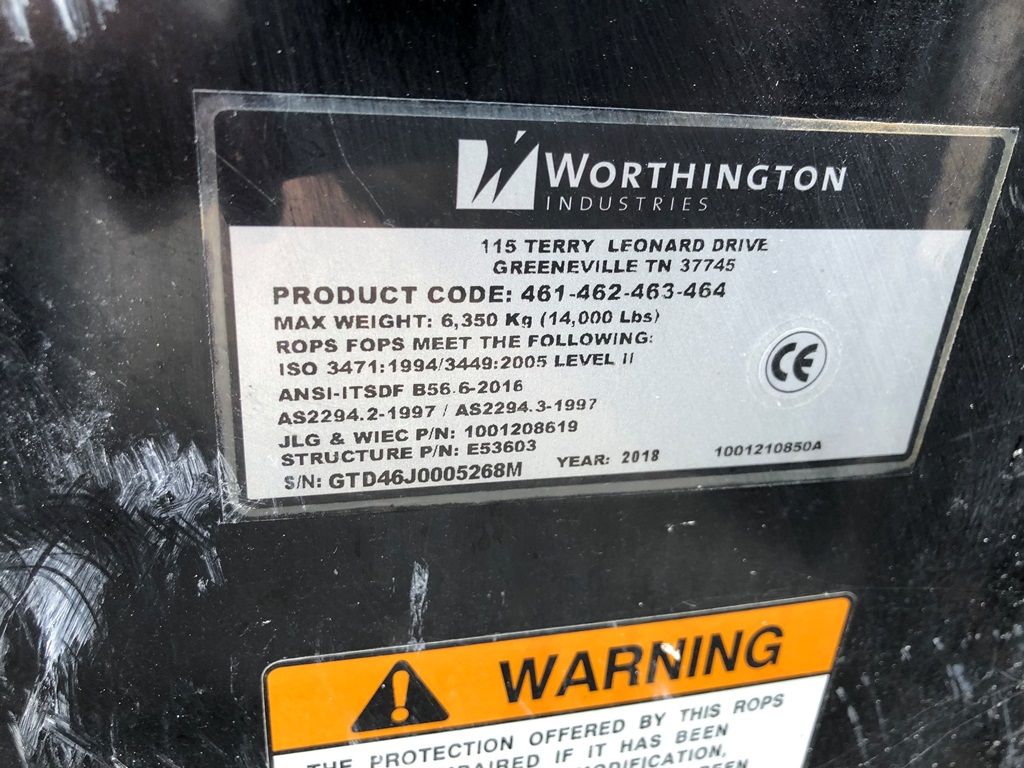 WORTHINGTON
INDUSTRIES
115 TERRY LEONARD DRIVE
GREENEVILLE TN 37745
PRODUCT CODE: 461-462-463-464
MAX WEIGHT: 6,350 Kg (14,000 Lbs)
ROPS FOPS MEET THE FOLLOWING:
ISO 3471:1994/3449:2005 LEVEL II
CE
ANSI-ITSDF B56.6-2016
AS2294.2-1997 / AS2294.3-1997
JLG & WIEC P/N: 1001208619
STRUCTURE P/N: E53603
S/N: GTD46J0005268M YEAR: 2018 1001210850A
WARNING
THE PROTECTION OFFERED BY THIS ROPS
IF IT HAS BEEN